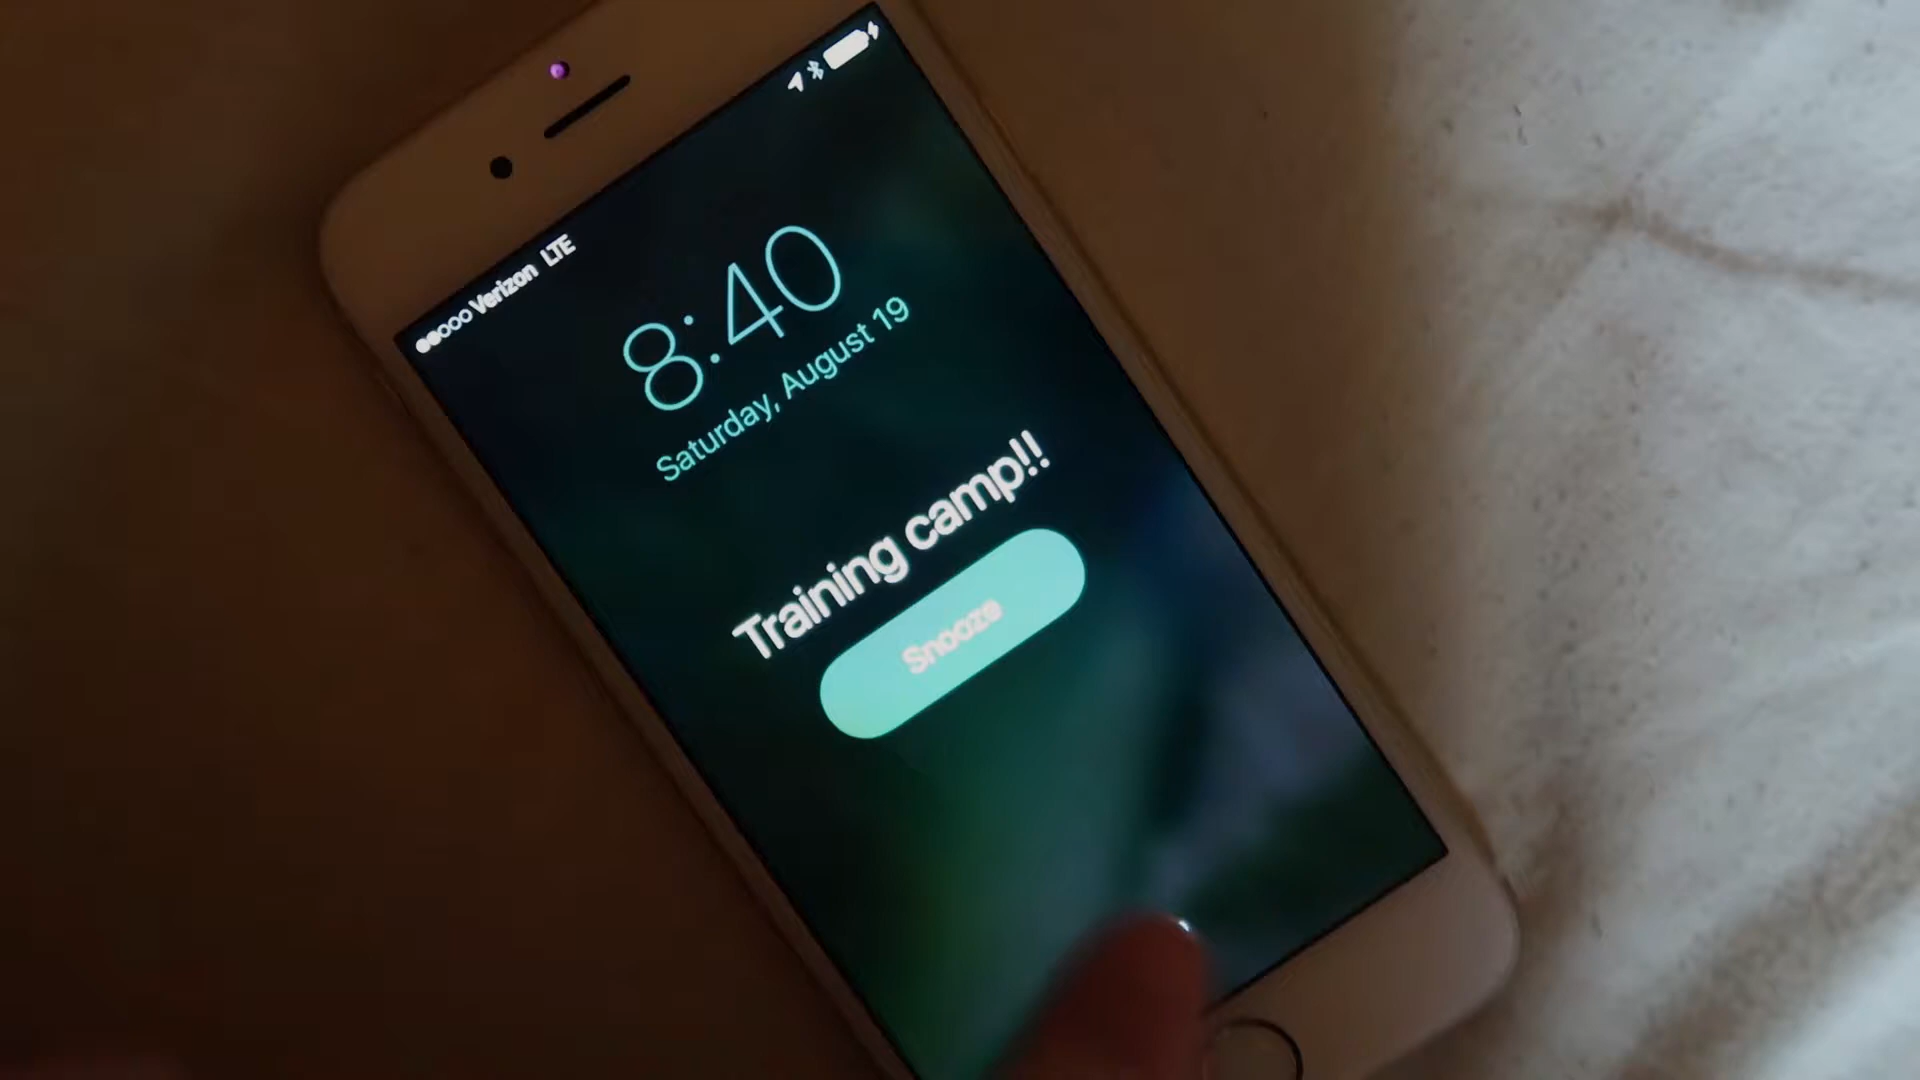 Verizon LTE
8:40
Saturday, August 19
Training camp!!
Snooze